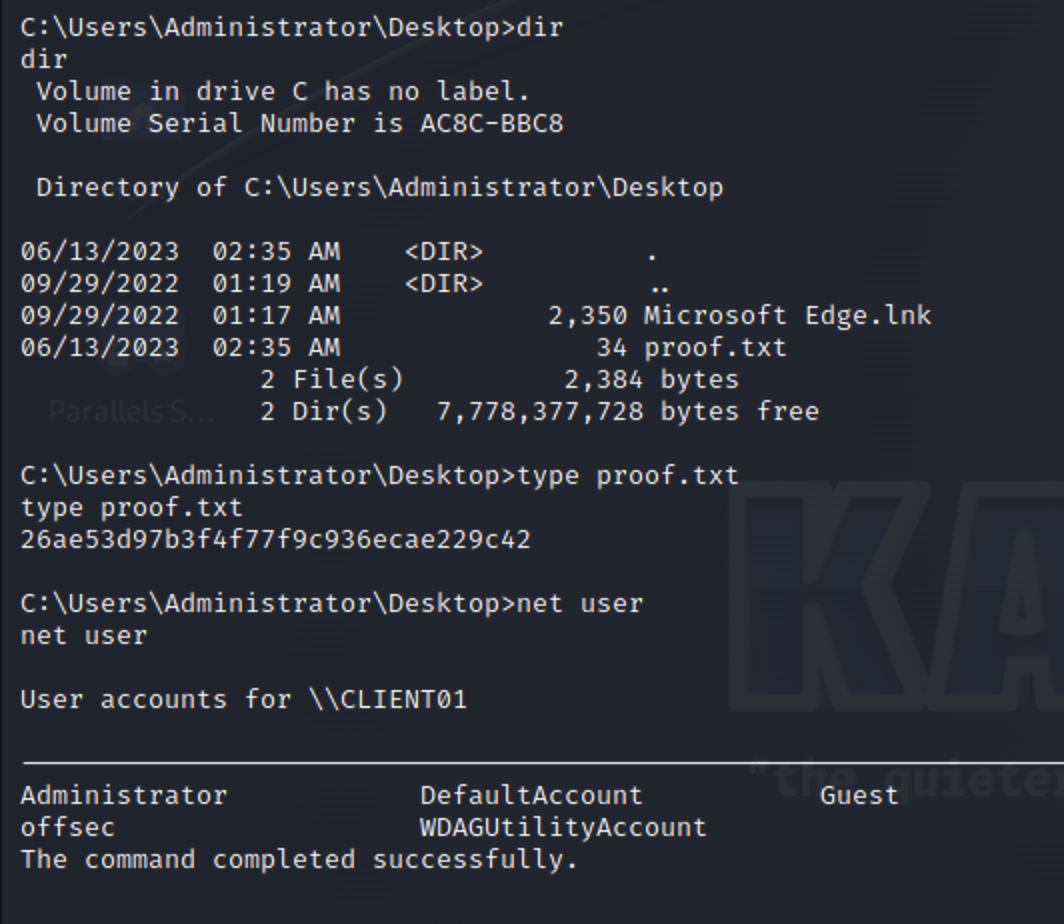 C:\Users\Administrator\Desktop>dir
dir
 Volume in drive C has no label.
 Volume Serial Number is AC8C-BBC8

 Directory of C:\Users\Administrator\Desktop

06/13/2023  02:35 AM    <DIR>          .
09/29/2022  01:19 AM    <DIR>          ..
09/29/2022  01:17 AM             2,350 Microsoft Edge.lnk
06/13/2023  02:35 AM                34 proof.txt
               2 File(s)          2,384 bytes
Parallels S...
               2 Dir(s)   7,778,377,728 bytes free

C:\Users\Administrator\Desktop>type proof.txt
type proof.txt
26ae53d97b3f4f77f9c936ecae229c42

C:\Users\Administrator\Desktop>net user
net user

User accounts for \\CLIENT01

KA
"the quieter
Administrator            DefaultAccount           Guest
offsec                   WDAGUtilityAccount
The command completed successfully.